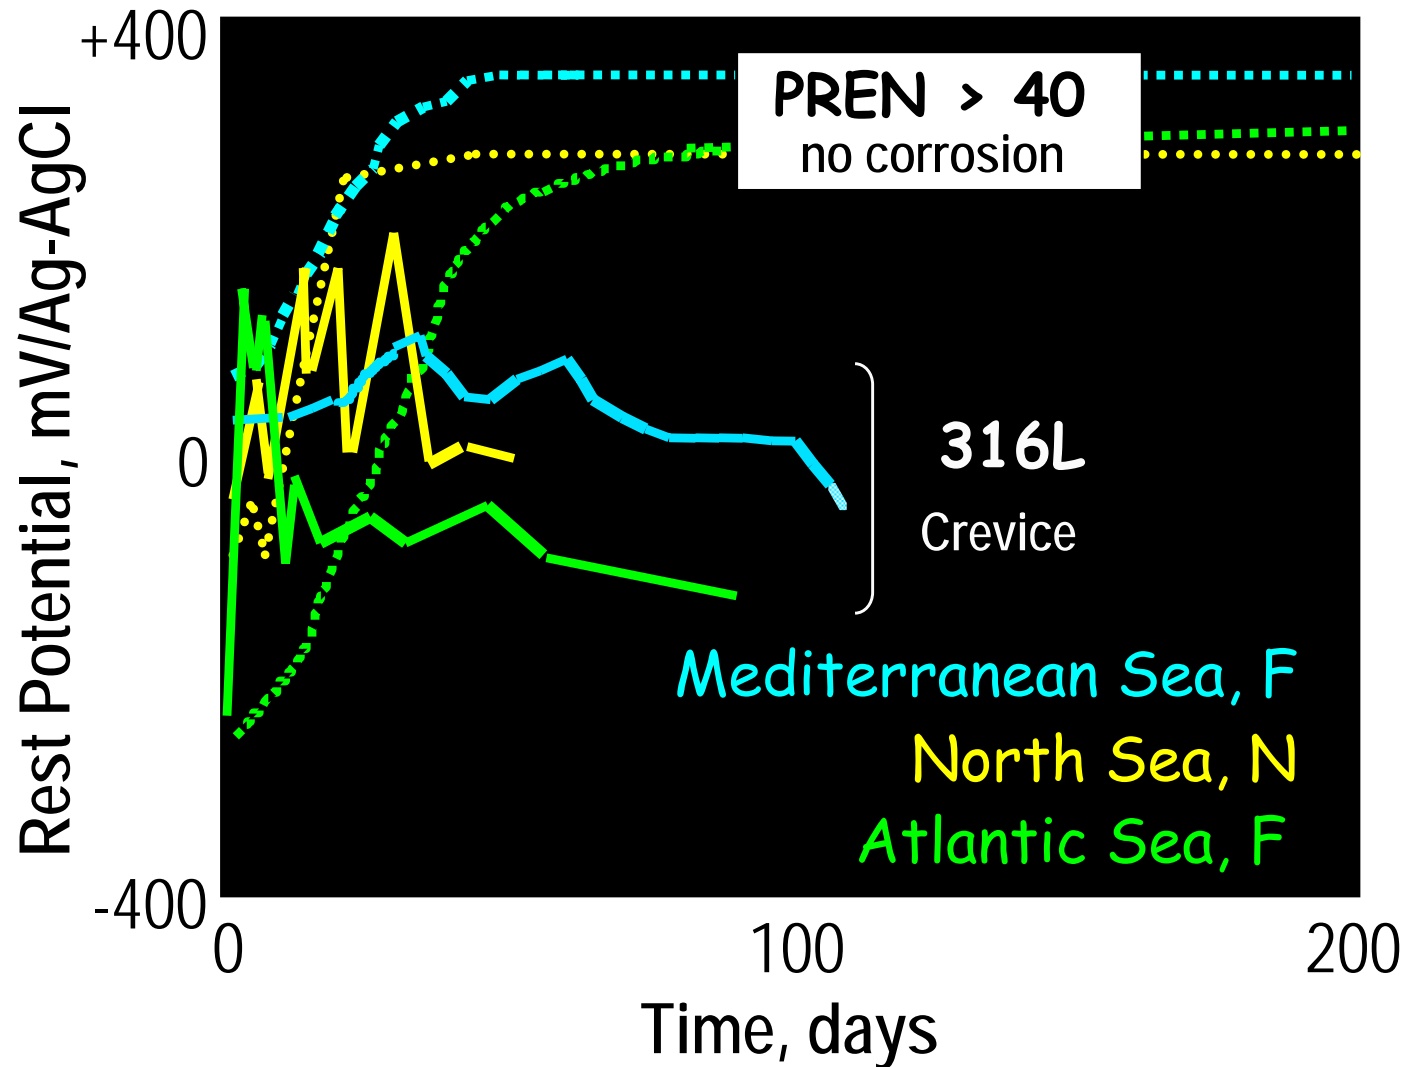 +400
0
-400
Rest Potential, mV/Ag-AgCl
PREN > 40
no corrosion
316L
Crevice
Mediterranean Sea, F
North Sea, N
Atlantic Sea, F
0 100 200
Time, days